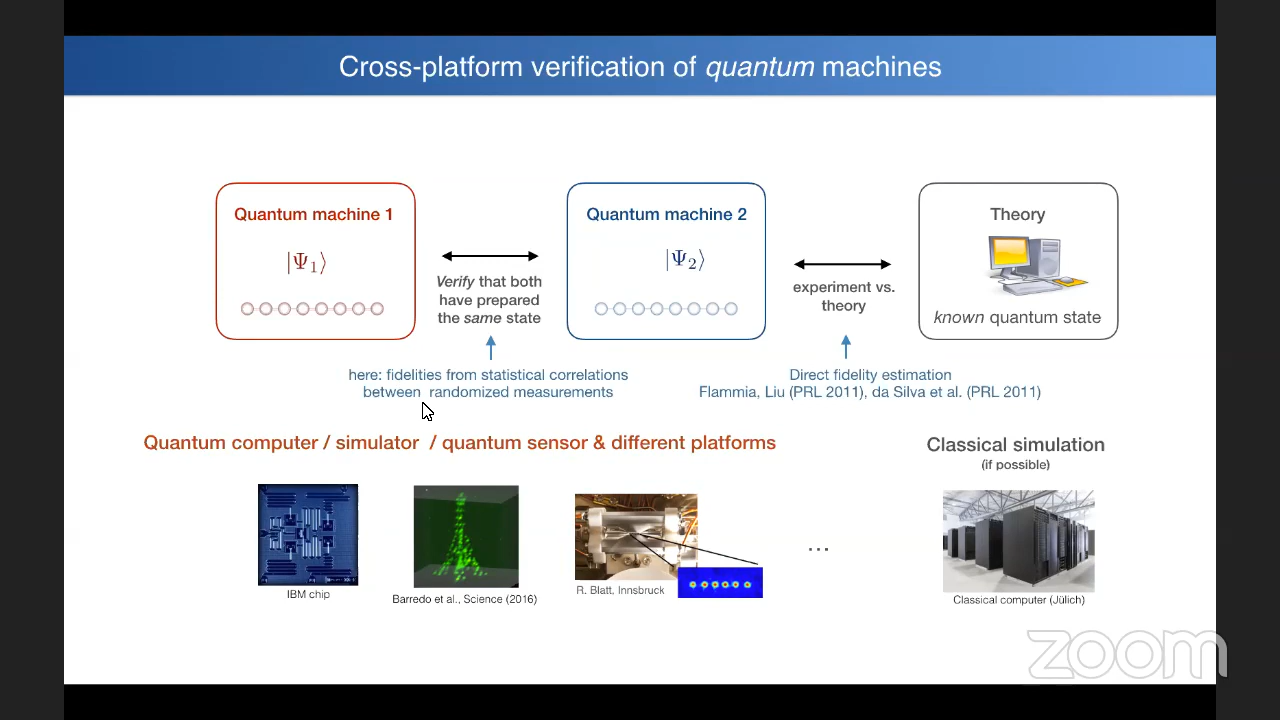 Cross-platform verification of quantum machines
Quantum machine 1
|Ψ₁⟩
Verify that both
have prepared
the same state
Quantum machine 2
|Ψ₂⟩
experiment vs.
theory
Theory
known quantum state
here: fidelities from statistical correlations
between randomized measurements
Direct fidelity estimation
Flammia, Liu (PRL 2011), da Silva et al. (PRL 2011)
Quantum computer / simulator / quantum sensor & different platforms
Classical simulation
(if possible)
IBM chip
Barredo et al., Science (2016)
R. Blatt, Innsbruck
...
Classical computer (Jülich)
zoom